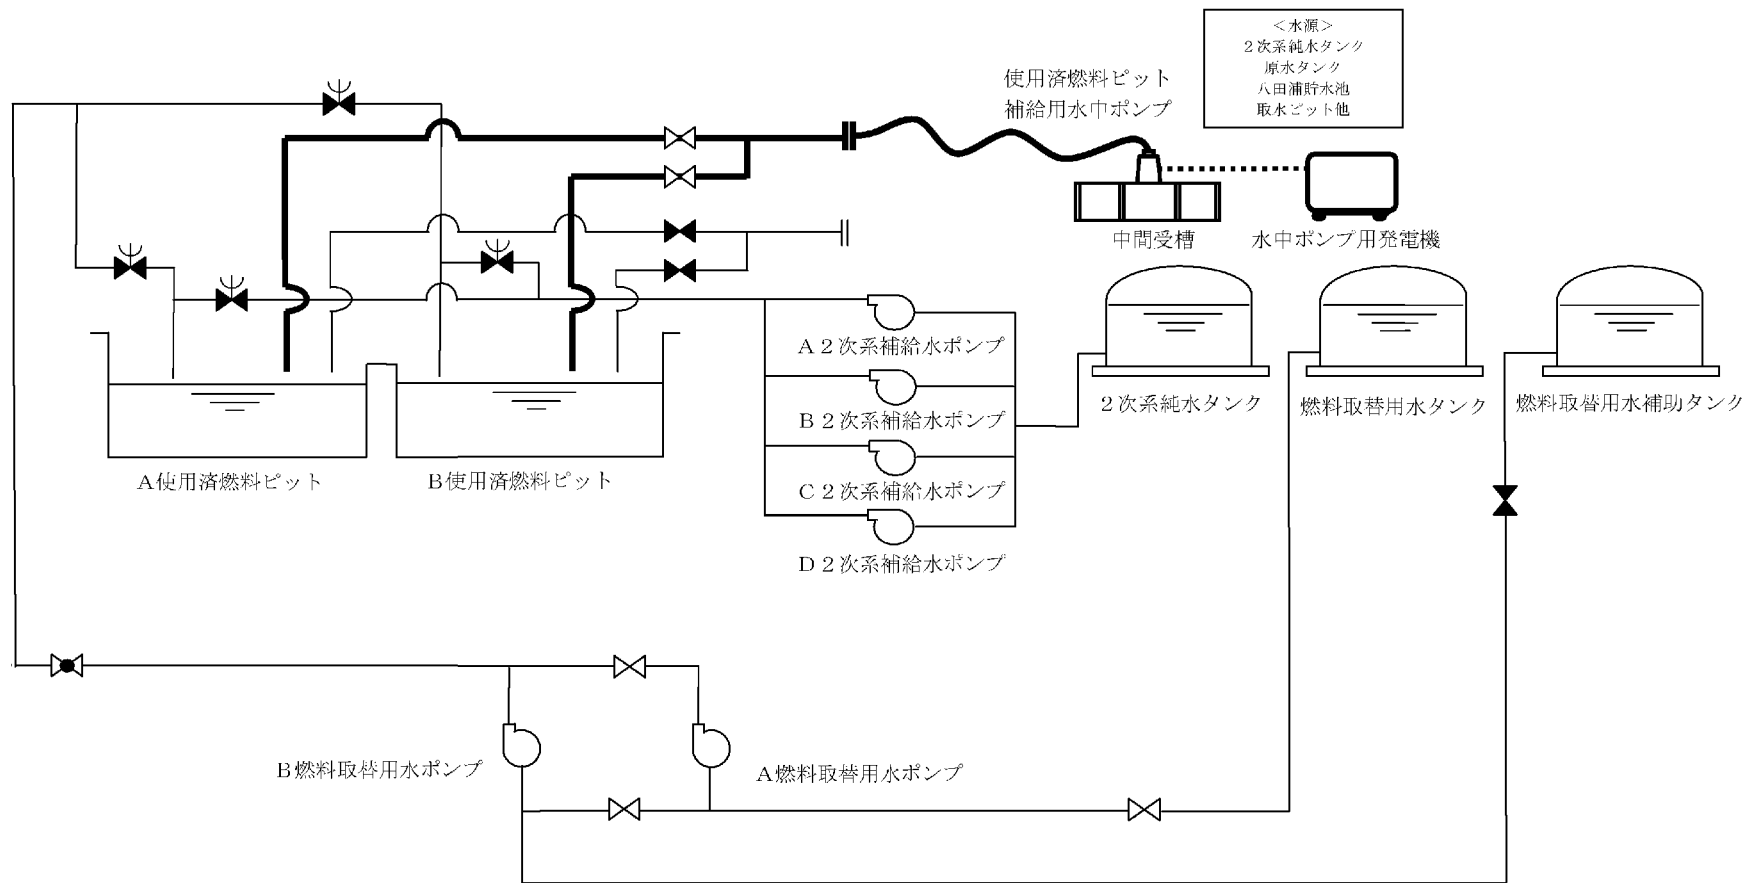 ＜水源＞
２次系純水タンク
原水タンク
八田浦貯水池
取水ピット他
使用済燃料ピット
補給用水中ポンプ
中間受槽
水中ポンプ用発電機
Ａ２次系補給水ポンプ
Ｂ２次系補給水ポンプ
Ｃ２次系補給水ポンプ
Ｄ２次系補給水ポンプ
２次系純水タンク
燃料取替用水タンク
燃料取替用水補助タンク
Ａ使用済燃料ピット
Ｂ使用済燃料ピット
Ｂ燃料取替用水ポンプ
Ａ燃料取替用水ポンプ